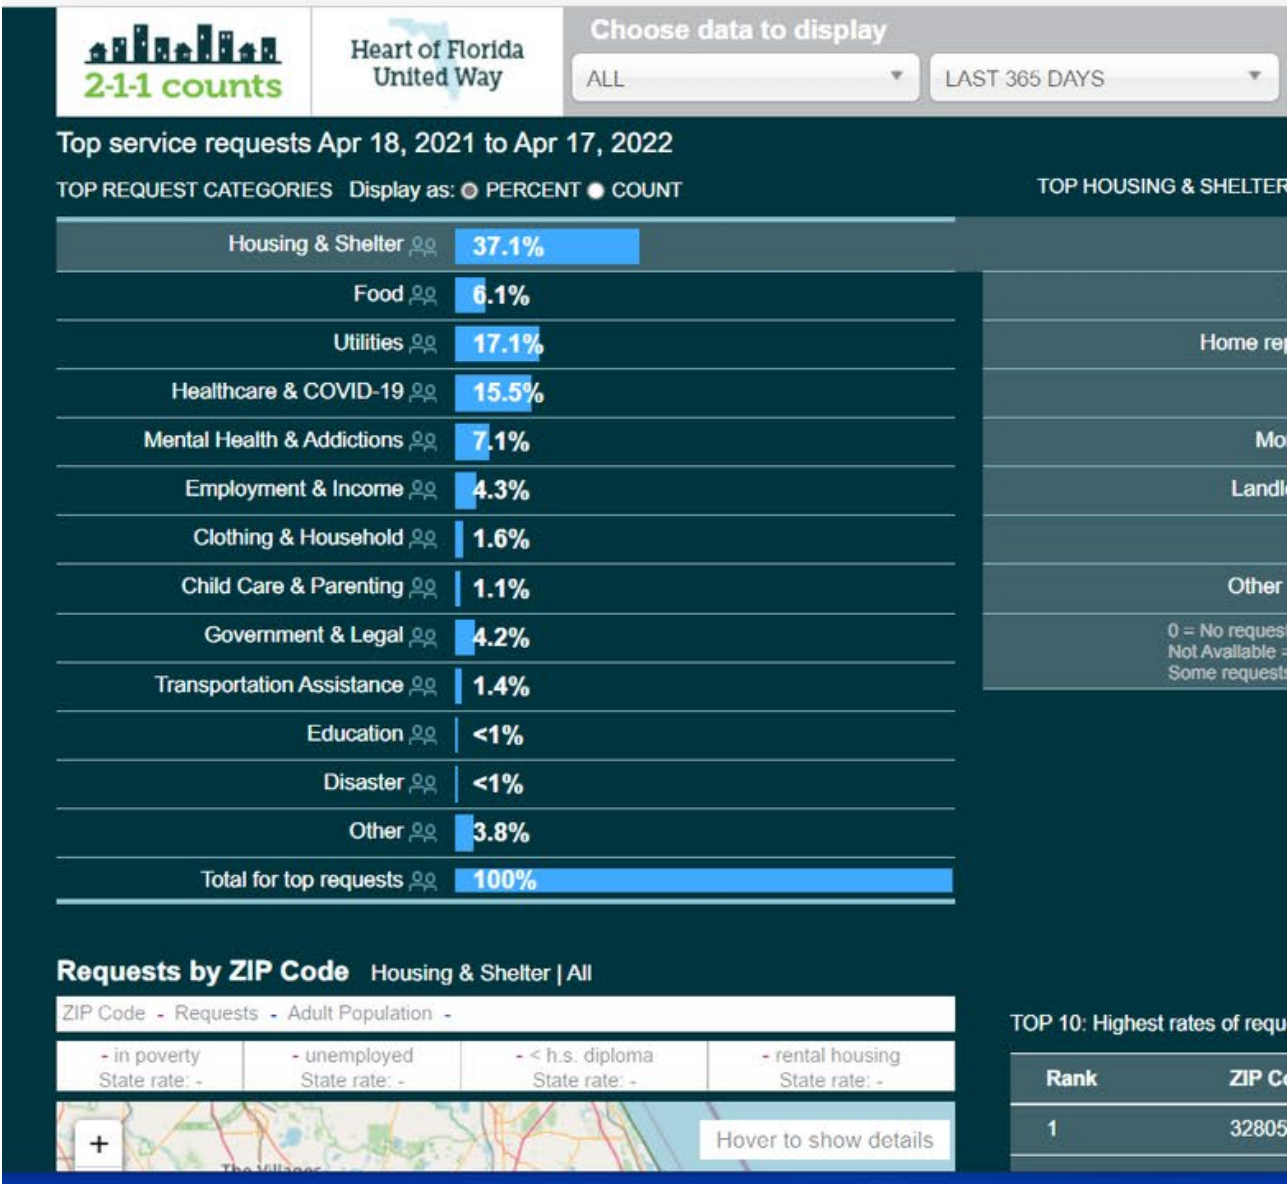 2-1-1 counts
Heart of Florida
United Way
Choose data to display
ALL
LAST 365 DAYS
Top service requests Apr 18, 2021 to Apr 17, 2022
TOP REQUEST CATEGORIES Display as: PERCENT COUNT
TOP HOUSING & SHELTER
Housing & Shelter 37.1%
Food 6.1%
Utilities 17.1%
Healthcare & COVID-19 15.5%
Mental Health & Addictions 7.1%
Employment & Income 4.3%
Clothing & Household 1.6%
Child Care & Parenting 1.1%
Government & Legal 4.2%
Transportation Assistance 1.4%
Education <1%
Disaster <1%
Other 3.8%
Total for top requests 100%
Home rep
Mo
Landl
Other
0 = No request
Not Available =
Some requests
Requests by ZIP Code Housing & Shelter | All
ZIP Code - Requests - Adult Population -
- in poverty
State rate: -
- unemployed
State rate: -
- < h.s. diploma
State rate: -
- rental housing
State rate: -
+
The Villages
Hover to show details
TOP 10: Highest rates of requ
Rank ZIP Co
1 32805